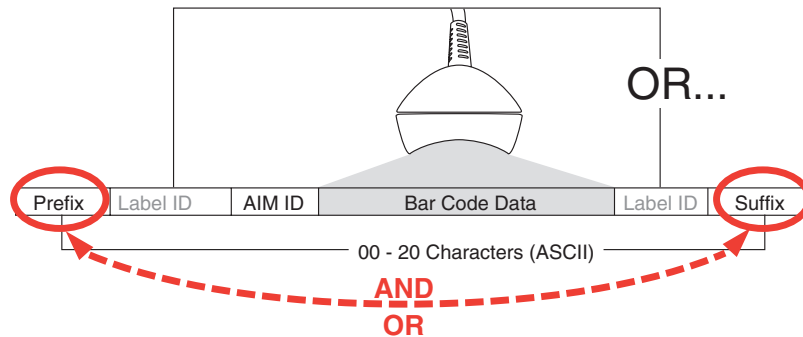 OR...
Prefix Label ID AIM ID Bar Code Data Label ID Suffix
00 - 20 Characters (ASCII)
AND
OR